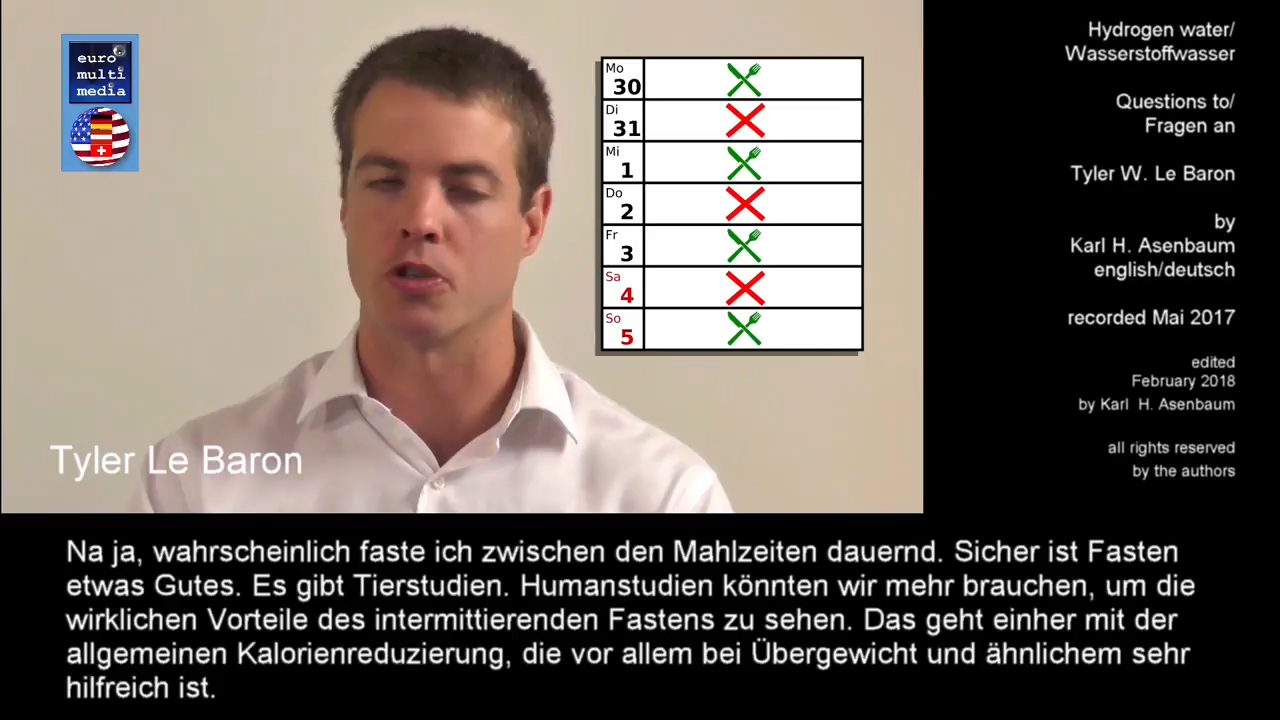 euro
multi
media
Mo
30
Di
31
Mi
1
Do
2
Fr
3
Sa
4
So
5
Tyler Le Baron
Hydrogen water/
Wasserstoffwasser
Questions to/
Fragen an
Tyler W. Le Baron
by
Karl H. Asenbaum
english/deutsch
recorded Mai 2017
edited
February 2018
by Karl H. Asenbaum
all rights reserved
by the authors
Na ja, wahrscheinlich faste ich zwischen den Mahlzeiten dauernd. Sicher ist Fasten
etwas Gutes. Es gibt Tierstudien. Humanstudien könnten wir mehr brauchen, um die
wirklichen Vorteile des intermittierenden Fastens zu sehen. Das geht einher mit der
allgemeinen Kalorienreduzierung, die vor allem bei Übergewicht und ähnlichem sehr
hilfreich ist.